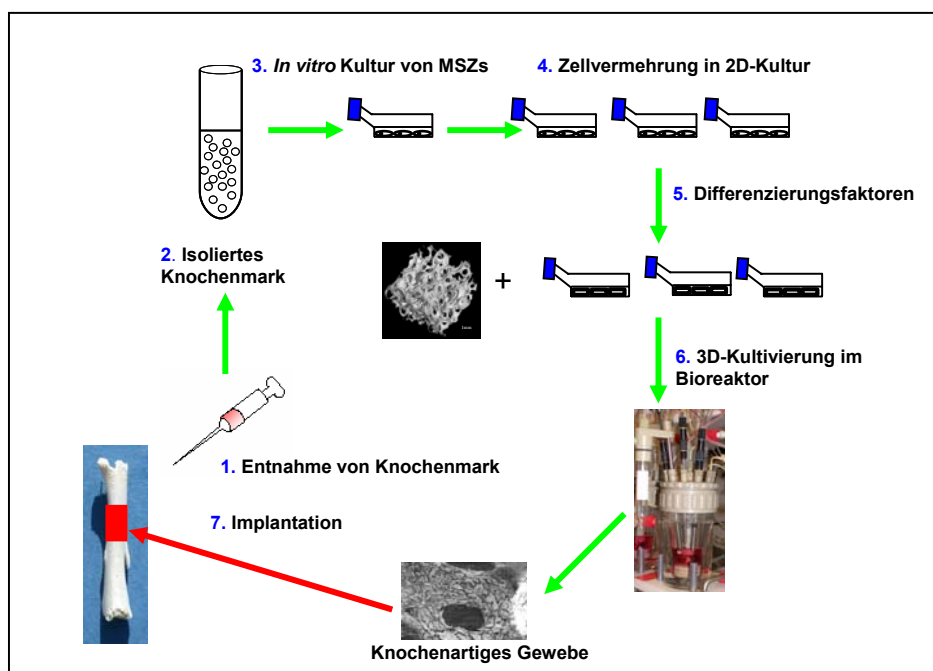 3. In vitro Kultur von MSZs
4. Zellvermehrung in 2D-Kultur
5. Differenzierungsfaktoren
2. Isoliertes
Knochenmark
+
6. 3D-Kultivierung im
Bioreaktor
1. Entnahme von Knochenmark
7. Implantation
Knochenartiges Gewebe